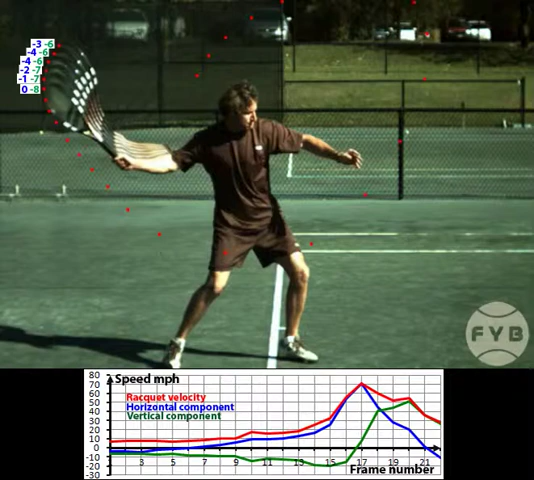 -3 -6
-4 -6
-4 -6
-2 -7
-1 -7
0 -8
FYB
80
70
60
50
40
30
20
10
0
-10
-20
-30
Speed mph
Racquet velocity
Horizontal component
Vertical component
3 5 7 9 11 13 15 17 19 21
Frame number